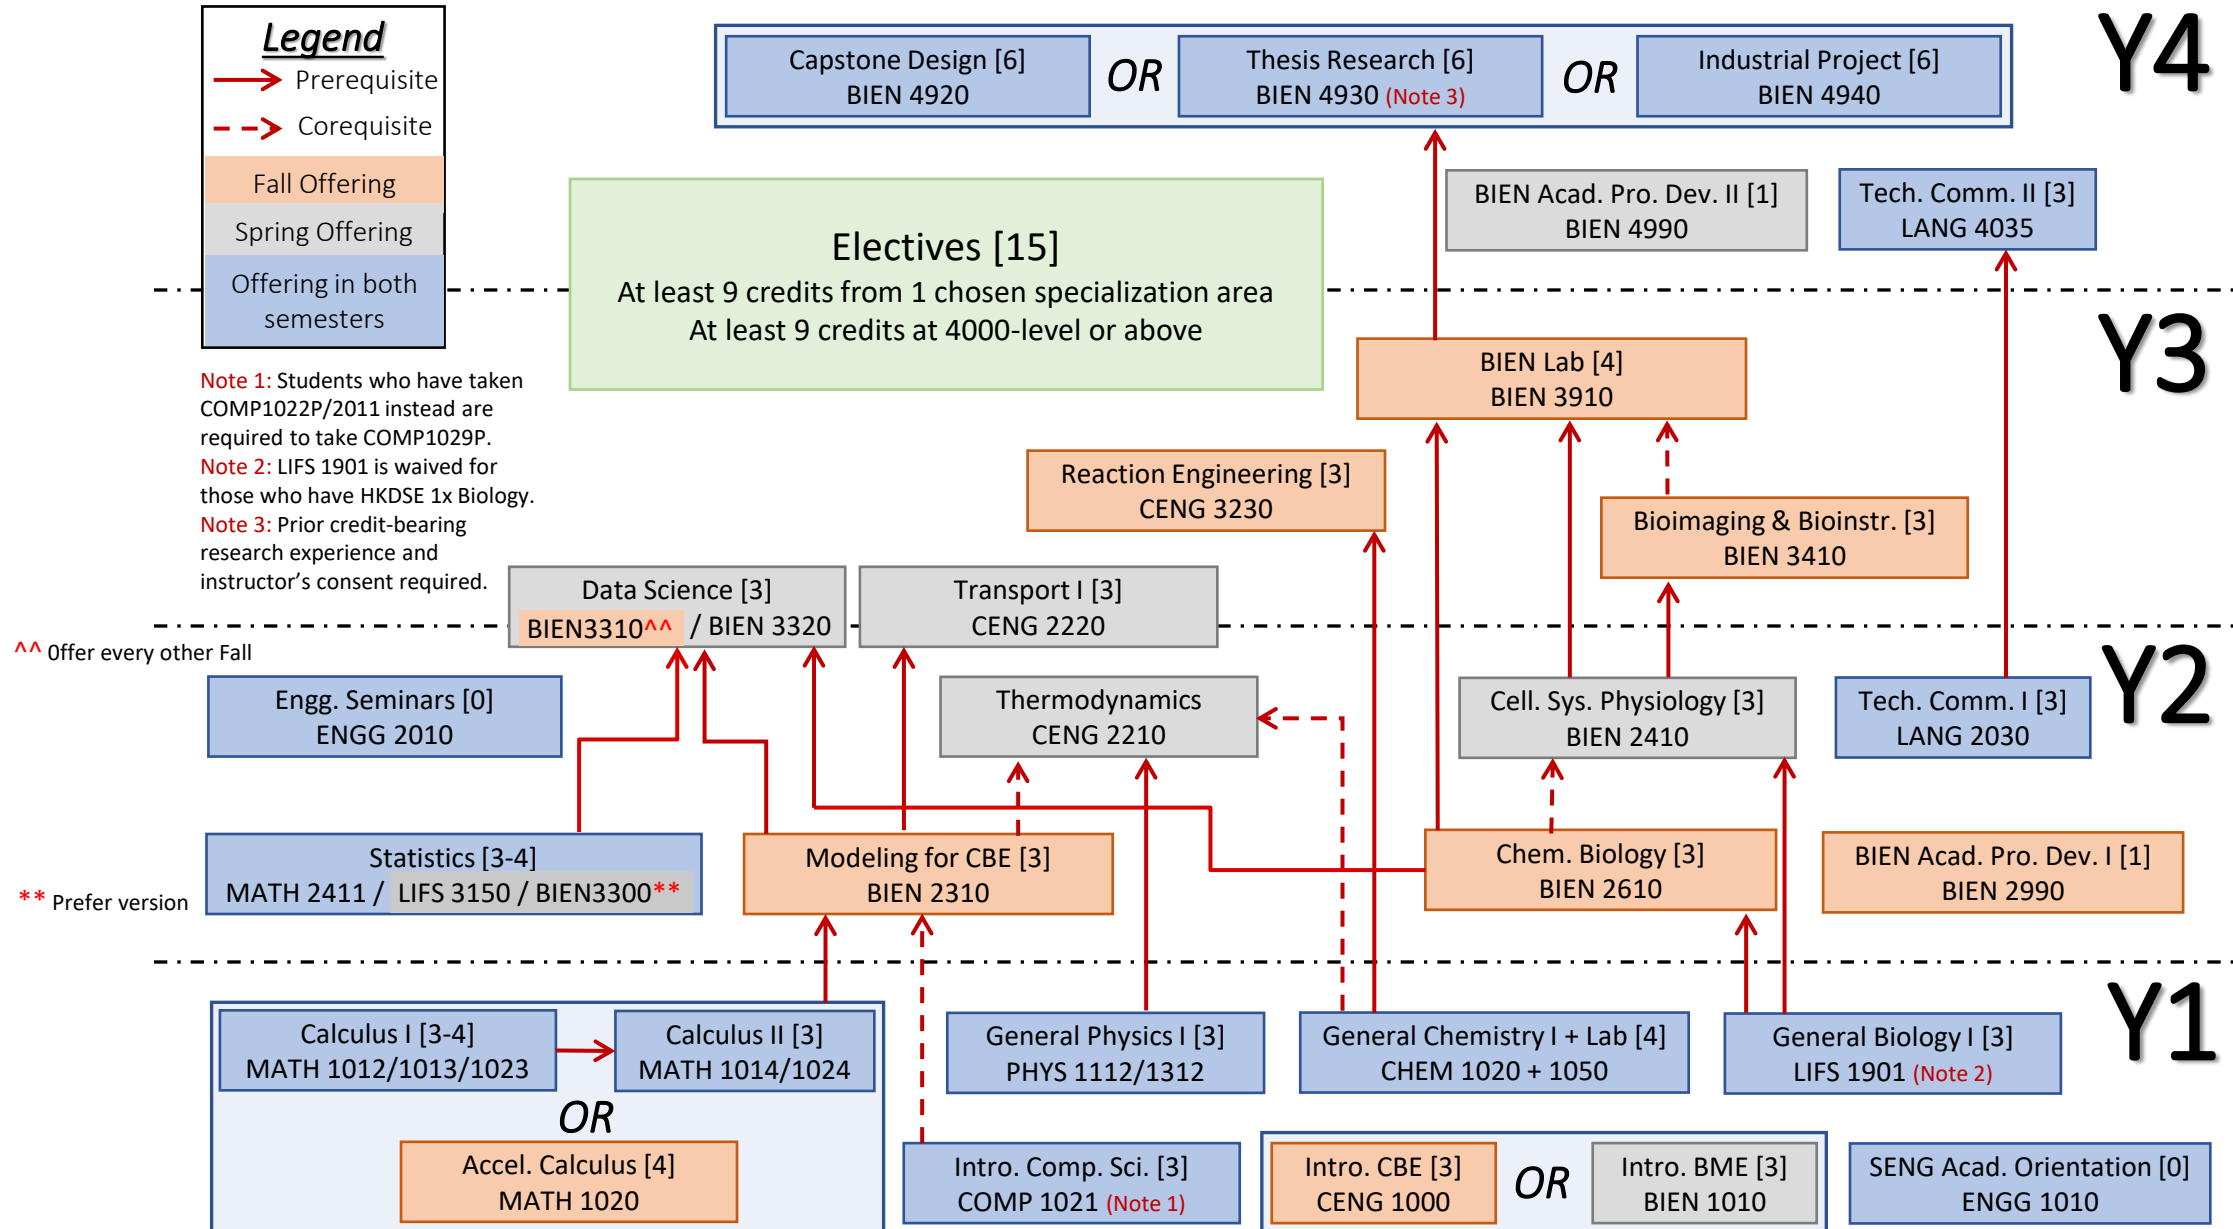 Legend
Prerequisite
Corequisite
Fall Offering
Spring Offering
Offering in both
semesters
Note 1: Students who have taken
COMP1022P/2011 instead are
required to take COMP1029P.
Note 2: LIFS 1901 is waived for
those who have HKDSE 1x Biology.
Note 3: Prior credit-bearing
research experience and
instructor's consent required.
^^ 0ffer every other Fall
** Prefer version
Y4
Capstone Design [6]
BIEN 4920
OR
Thesis Research [6]
BIEN 4930 (Note 3)
OR
Industrial Project [6]
BIEN 4940
BIEN Acad. Pro. Dev. II [1]
BIEN 4990
Tech. Comm. II [3]
LANG 4035
Electives [15]
At least 9 credits from 1 chosen specialization area
At least 9 credits at 4000-level or above
Y3
BIEN Lab [4]
BIEN 3910
Reaction Engineering [3]
CENG 3230
Bioimaging & Bioinstr. [3]
BIEN 3410
Data Science [3]
BIEN3310^^ / BIEN 3320
Transport I [3]
CENG 2220
Y2
Engg. Seminars [0]
ENGG 2010
Thermodynamics
CENG 2210
Cell. Sys. Physiology [3]
BIEN 2410
Tech. Comm. I [3]
LANG 2030
Statistics [3-4]
MATH 2411 / LIFS 3150 / BIEN3300**
Modeling for CBE [3]
BIEN 2310
Chem. Biology [3]
BIEN 2610
BIEN Acad. Pro. Dev. I [1]
BIEN 2990
Y1
Calculus I [3-4]
MATH 1012/1013/1023
Calculus II [3]
MATH 1014/1024
OR
Accel. Calculus [4]
MATH 1020
General Physics I [3]
PHYS 1112/1312
General Chemistry I + Lab [4]
CHEM 1020 + 1050
General Biology I [3]
LIFS 1901 (Note 2)
Intro. Comp. Sci. [3]
COMP 1021 (Note 1)
Intro. CBE [3]
CENG 1000
OR
Intro. BME [3]
BIEN 1010
SENG Acad. Orientation [0]
ENGG 1010